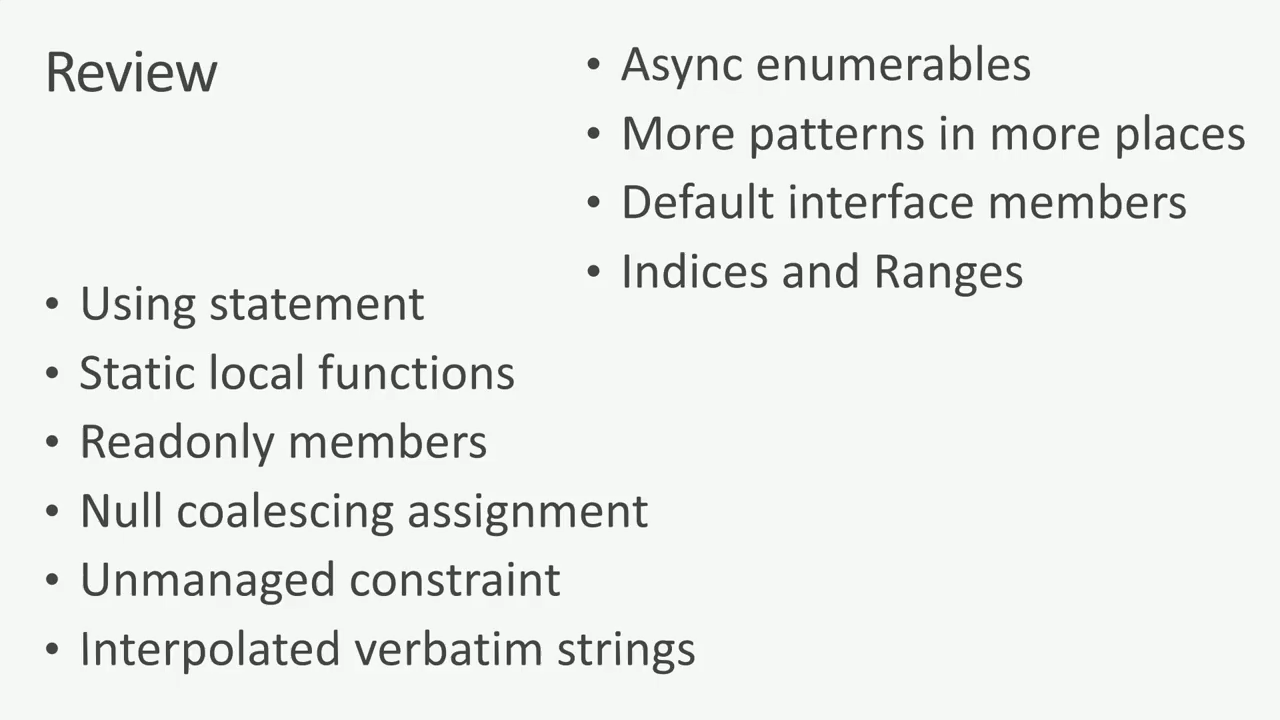 Review
• Using statement
• Static local functions
• Readonly members
• Null coalescing assignment
• Unmanaged constraint
• Interpolated verbatim strings
• Async enumerables
• More patterns in more places
• Default interface members
• Indices and Ranges